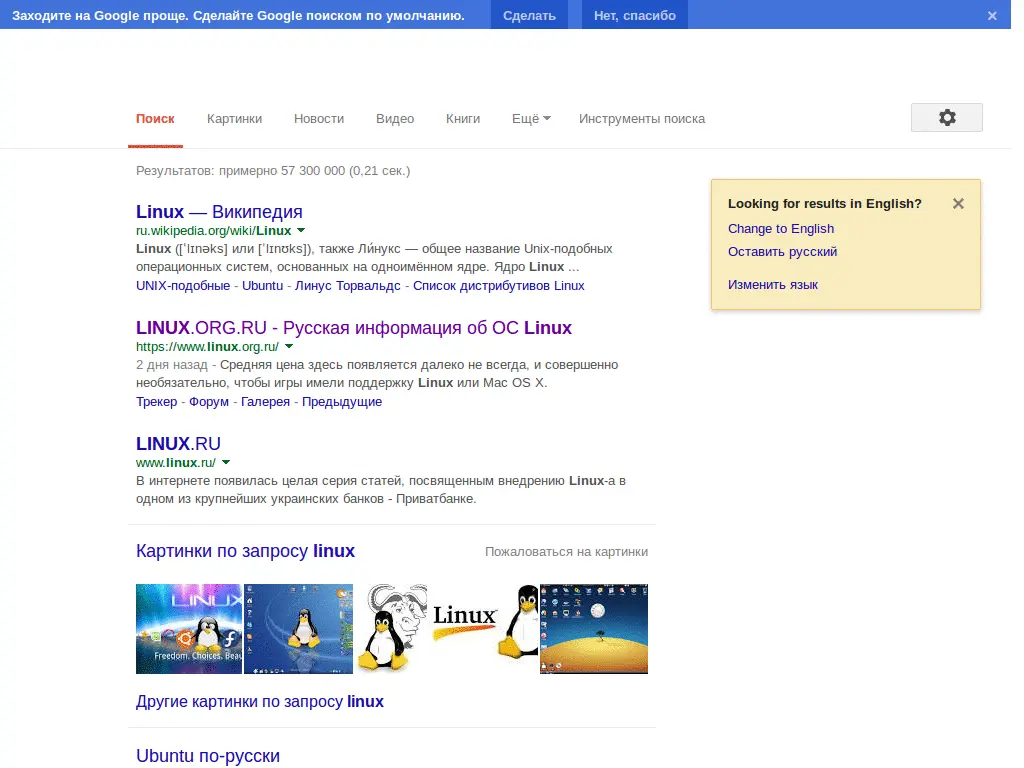 Заходите на Google проще. Сделайте Google поиском по умолчанию. Сделать Нет, спасибо ×
Поиск Картинки Новости Видео Книги Ещё Инструменты поиска
Результатов: примерно 57 300 000 (0,21 сек.)
Looking for results in English? ×
Change to English
Оставить русский
Изменить язык
Linux — Википедия
ru.wikipedia.org/wiki/Linux
Linux ([ˈlɪnəks] или [ˈlɪnʊks]), также Ли́нукс — общее название Unix-подобных
операционных систем, основанных на одноимённом ядре. Ядро Linux ...
UNIX-подобные - Ubuntu - Линус Торвальдс - Список дистрибутивов Linux
LINUX.ORG.RU - Русская информация об ОС Linux
https://www.linux.org.ru/
2 дня назад - Средняя цена здесь появляется далеко не всегда, и совершенно
необязательно, чтобы игры имели поддержку Linux или Mac OS X.
Трекер - Форум - Галерея - Предыдущие
LINUX.RU
www.linux.ru/
В интернете появилась целая серия статей, посвященным внедрению Linux-а в
одном из крупнейших украинских банков - Приватбанке.
Картинки по запросу linux Пожаловаться на картинки
LINUX
Freedom. Choices. Beau
Linux
Другие картинки по запросу linux
Ubuntu по-русски